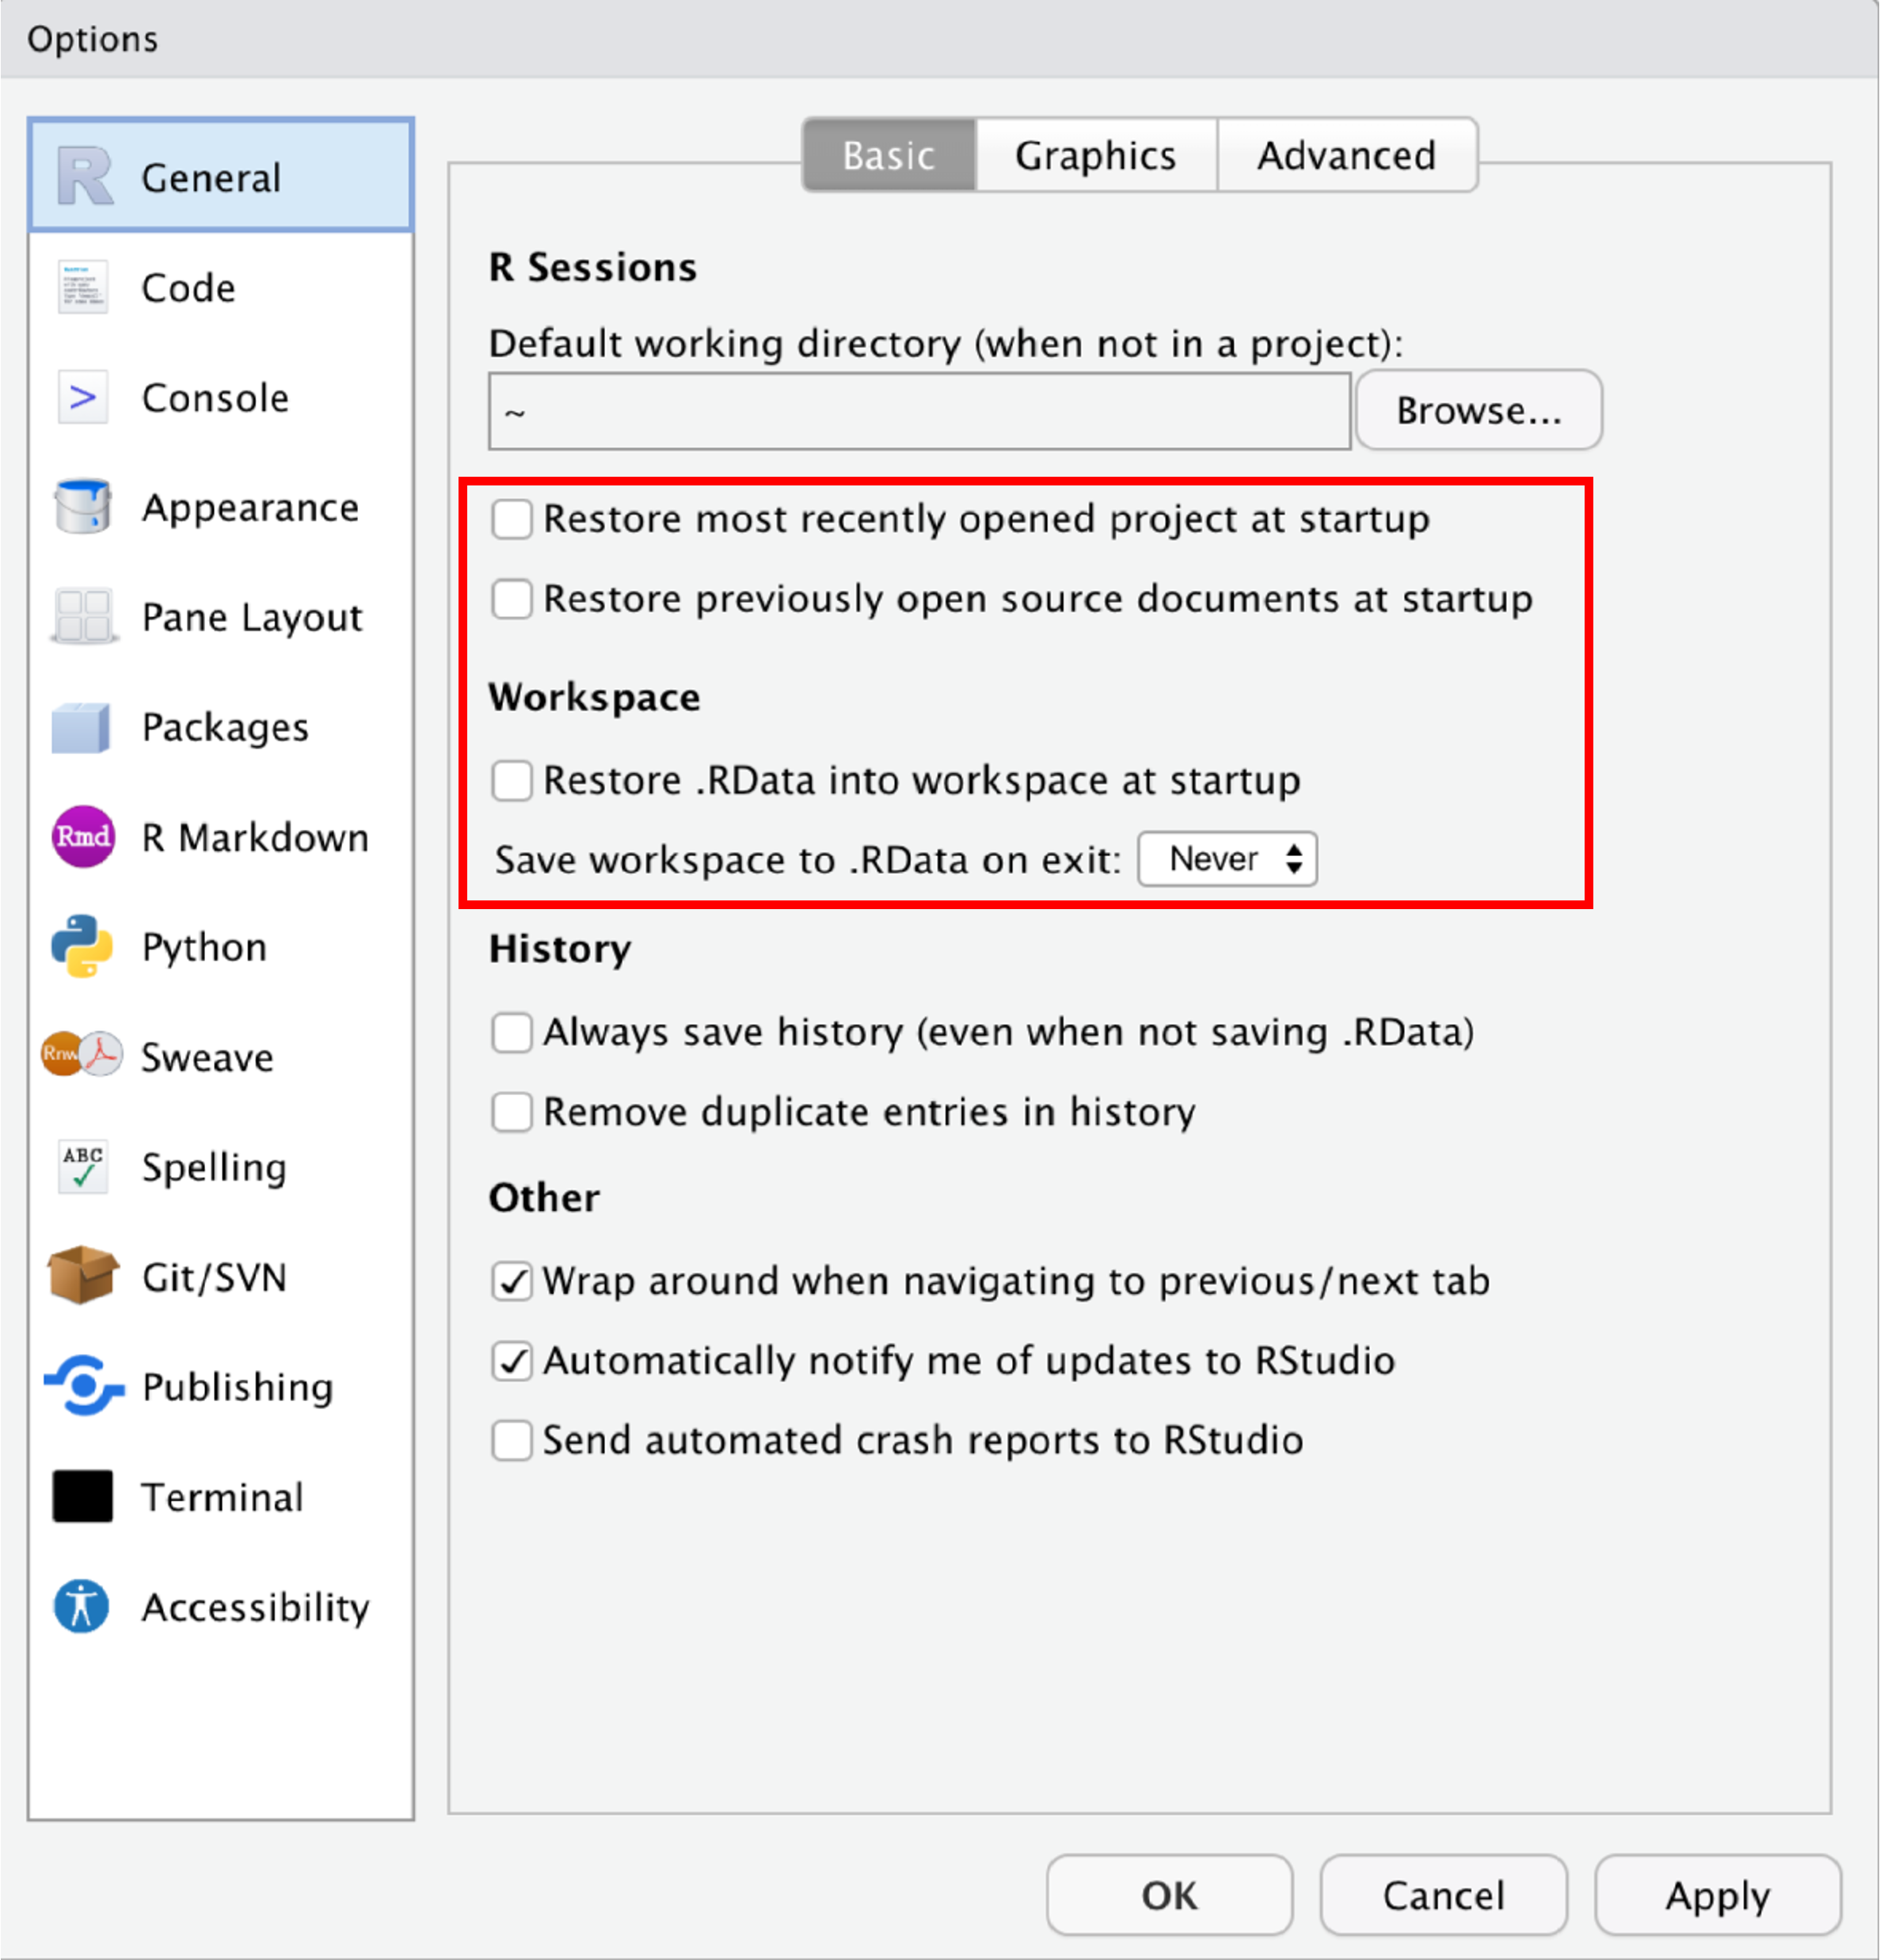 Options
General
Code
Console
Appearance
Pane Layout
Packages
Rmd
R Markdown
Python
Rnw
Sweave
ABC
Spelling
Git/SVN
Publishing
Terminal
Accessibility
Basic Graphics Advanced
R Sessions
Default working directory (when not in a project):
~ Browse...
Restore most recently opened project at startup
Restore previously open source documents at startup
Workspace
Restore .RData into workspace at startup
Save workspace to .RData on exit: Never
History
Always save history (even when not saving .RData)
Remove duplicate entries in history
Other
Wrap around when navigating to previous/next tab
Automatically notify me of updates to RStudio
Send automated crash reports to RStudio
OK Cancel Apply